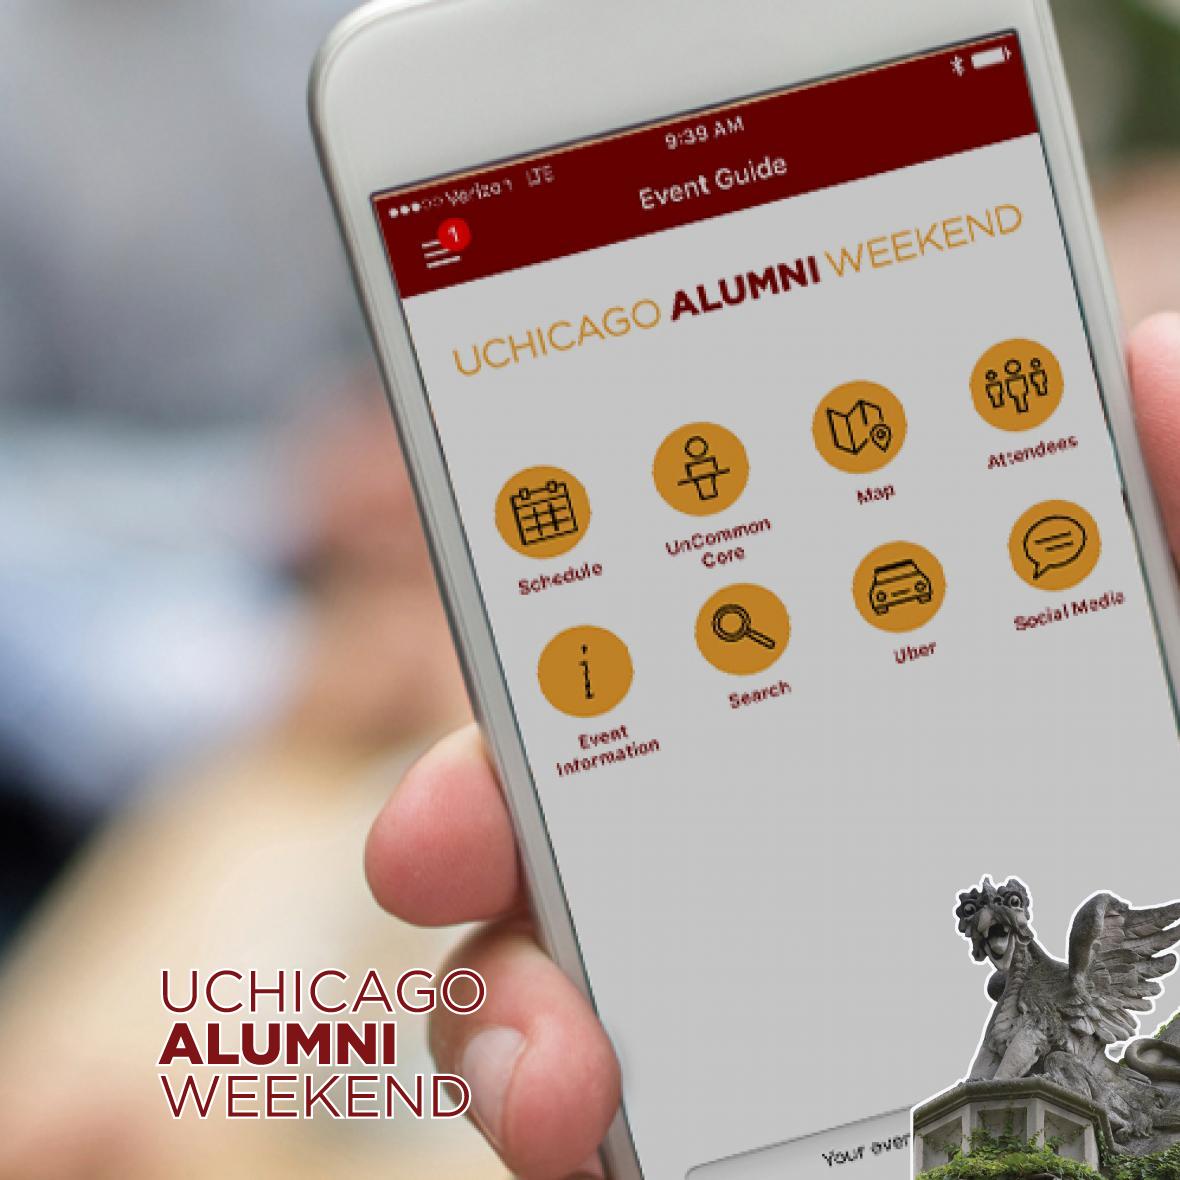 Verizon LTE
9:39 AM
Event Guide
1
UCHICAGO ALUMNI WEEKEND
Schedule
UnCommon
Core
Map
Attendees
Event
Information
Search
Uber
Social Media
UCHICAGO
ALUMNI
WEEKEND
Your